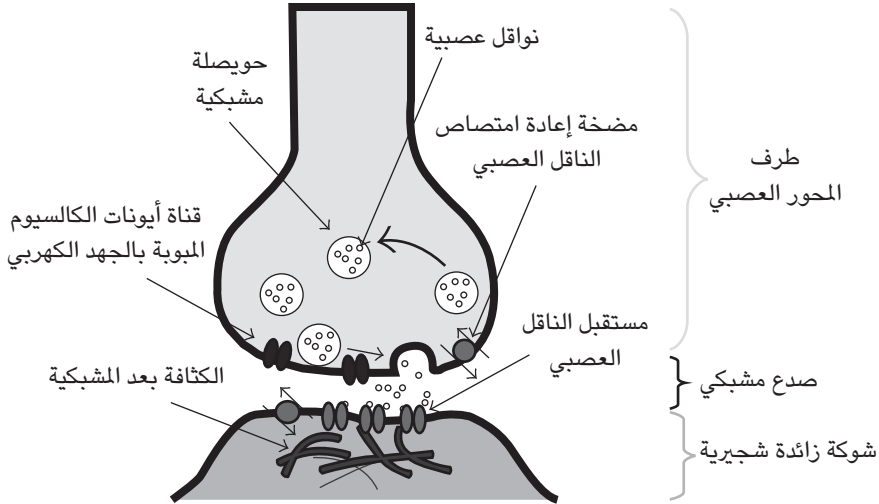 نواقل عصبية
حويصلة
مشبكية
مضخة إعادة امتصاص
الناقل العصبي
طرف
المحور العصبي
قناة أيونات الكالسيوم
المبوبة بالجهد الكهربي
مستقبل الناقل
العصبي
الكثافة بعد المشبكية
صدع مشبكي
شوكة زائدة شجيرية